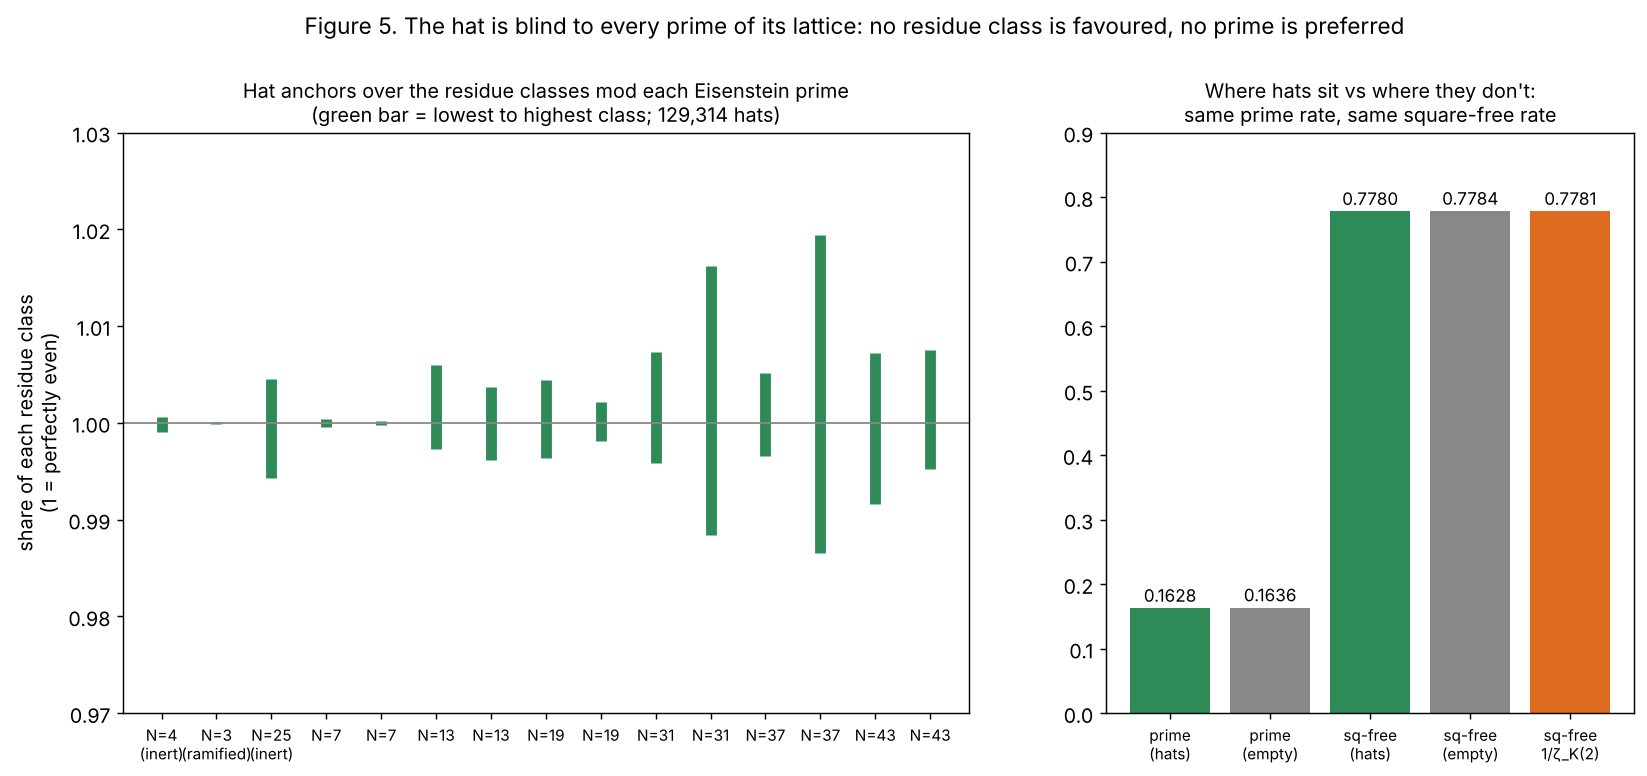 Figure 5. The hat is blind to every prime of its lattice: no residue class is favoured, no prime is preferred
Hat anchors over the residue classes mod each Eisenstein prime
(green bar = lowest to highest class; 129,314 hats)
share of each residue class
(1 = perfectly even)
1.03
1.02
1.01
1.00
0.99
0.98
0.97
N=4 N=3 N=25 N=7 N=7 N=13 N=13 N=19 N=19 N=31 N=31 N=37 N=37 N=43 N=43
(inert) (ramified) (inert)
Where hats sit vs where they don't:
same prime rate, same square-free rate
0.9
0.8
0.7
0.6
0.5
0.4
0.3
0.2
0.1
0.0
0.1628 0.1636 0.7780 0.7784 0.7781
prime prime sq-free sq-free sq-free
(hats) (empty) (hats) (empty) 1/ζ_K(2)